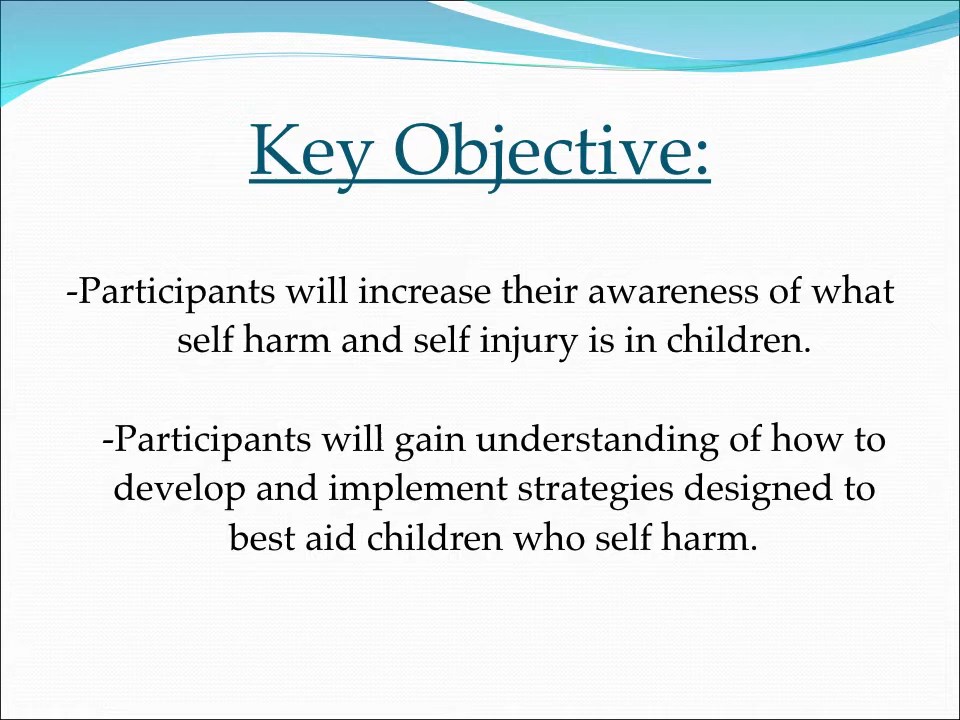 Key Objective:
-Participants will increase their awareness of what
self harm and self injury is in children.
-Participants will gain understanding of how to
develop and implement strategies designed to
best aid children who self harm.